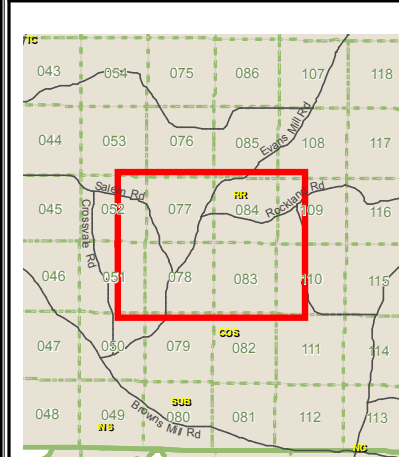 TC
043 054 075 086 107 118
044 053 076 085 108 117
Evans Mill Rd
Salem Rd
RR
Rockland Rd
045 052 077 084 109 116
Crossvale Rd
046 051 078 083 110 115
COS
047 050 079 082 111 114
SUB
048 049 080 081 112 113
NS
Browns Mill Rd
NC